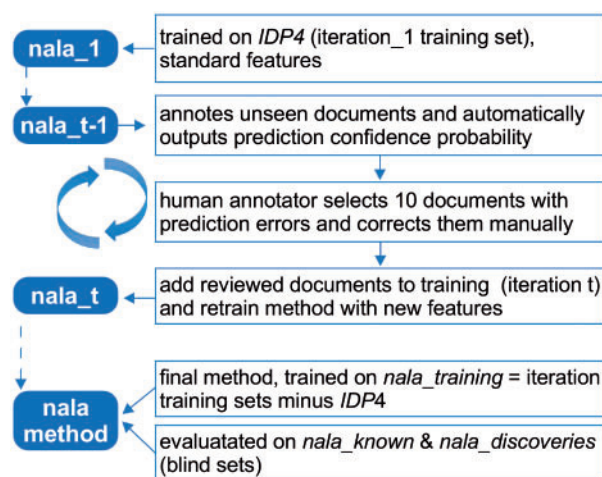 nala_1
trained on IDP4 (iteration_1 training set),
standard features
nala_t-1
annotes unseen documents and automatically
outputs prediction confidence probability
human annotator selects 10 documents with
prediction errors and corrects them manually
nala_t
add reviewed documents to training (iteration t)
and retrain method with new features
nala
method
final method, trained on nala_training = iteration
training sets minus IDP4
evaluatated on nala_known & nala_discoveries
(blind sets)